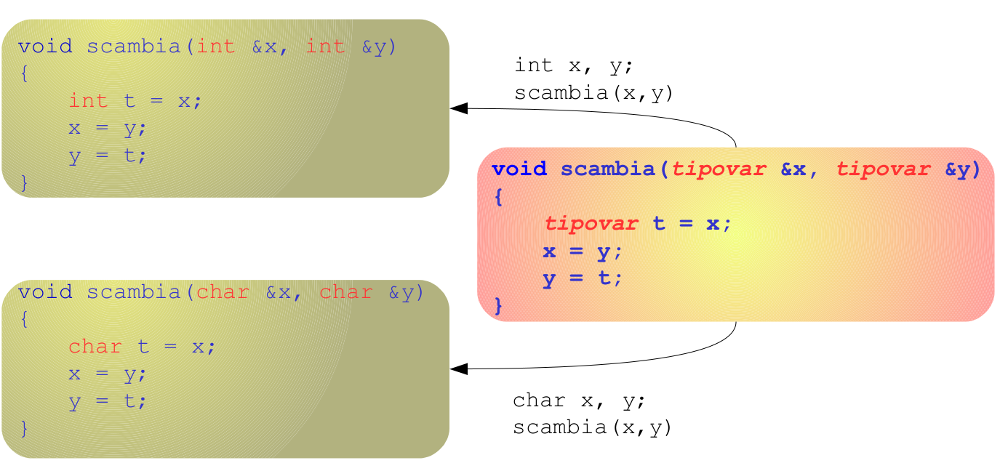 void scambia(int &x, int &y)
{
int t = x;
x = y;
y = t;
}
int x, y;
scambia(x,y)
void scambia(tipovar &x, tipovar &y)
{
tipovar t = x;
x = y;
y = t;
}
void scambia(char &x, char &y)
{
char t = x;
x = y;
y = t;
}
char x, y;
scambia(x,y)